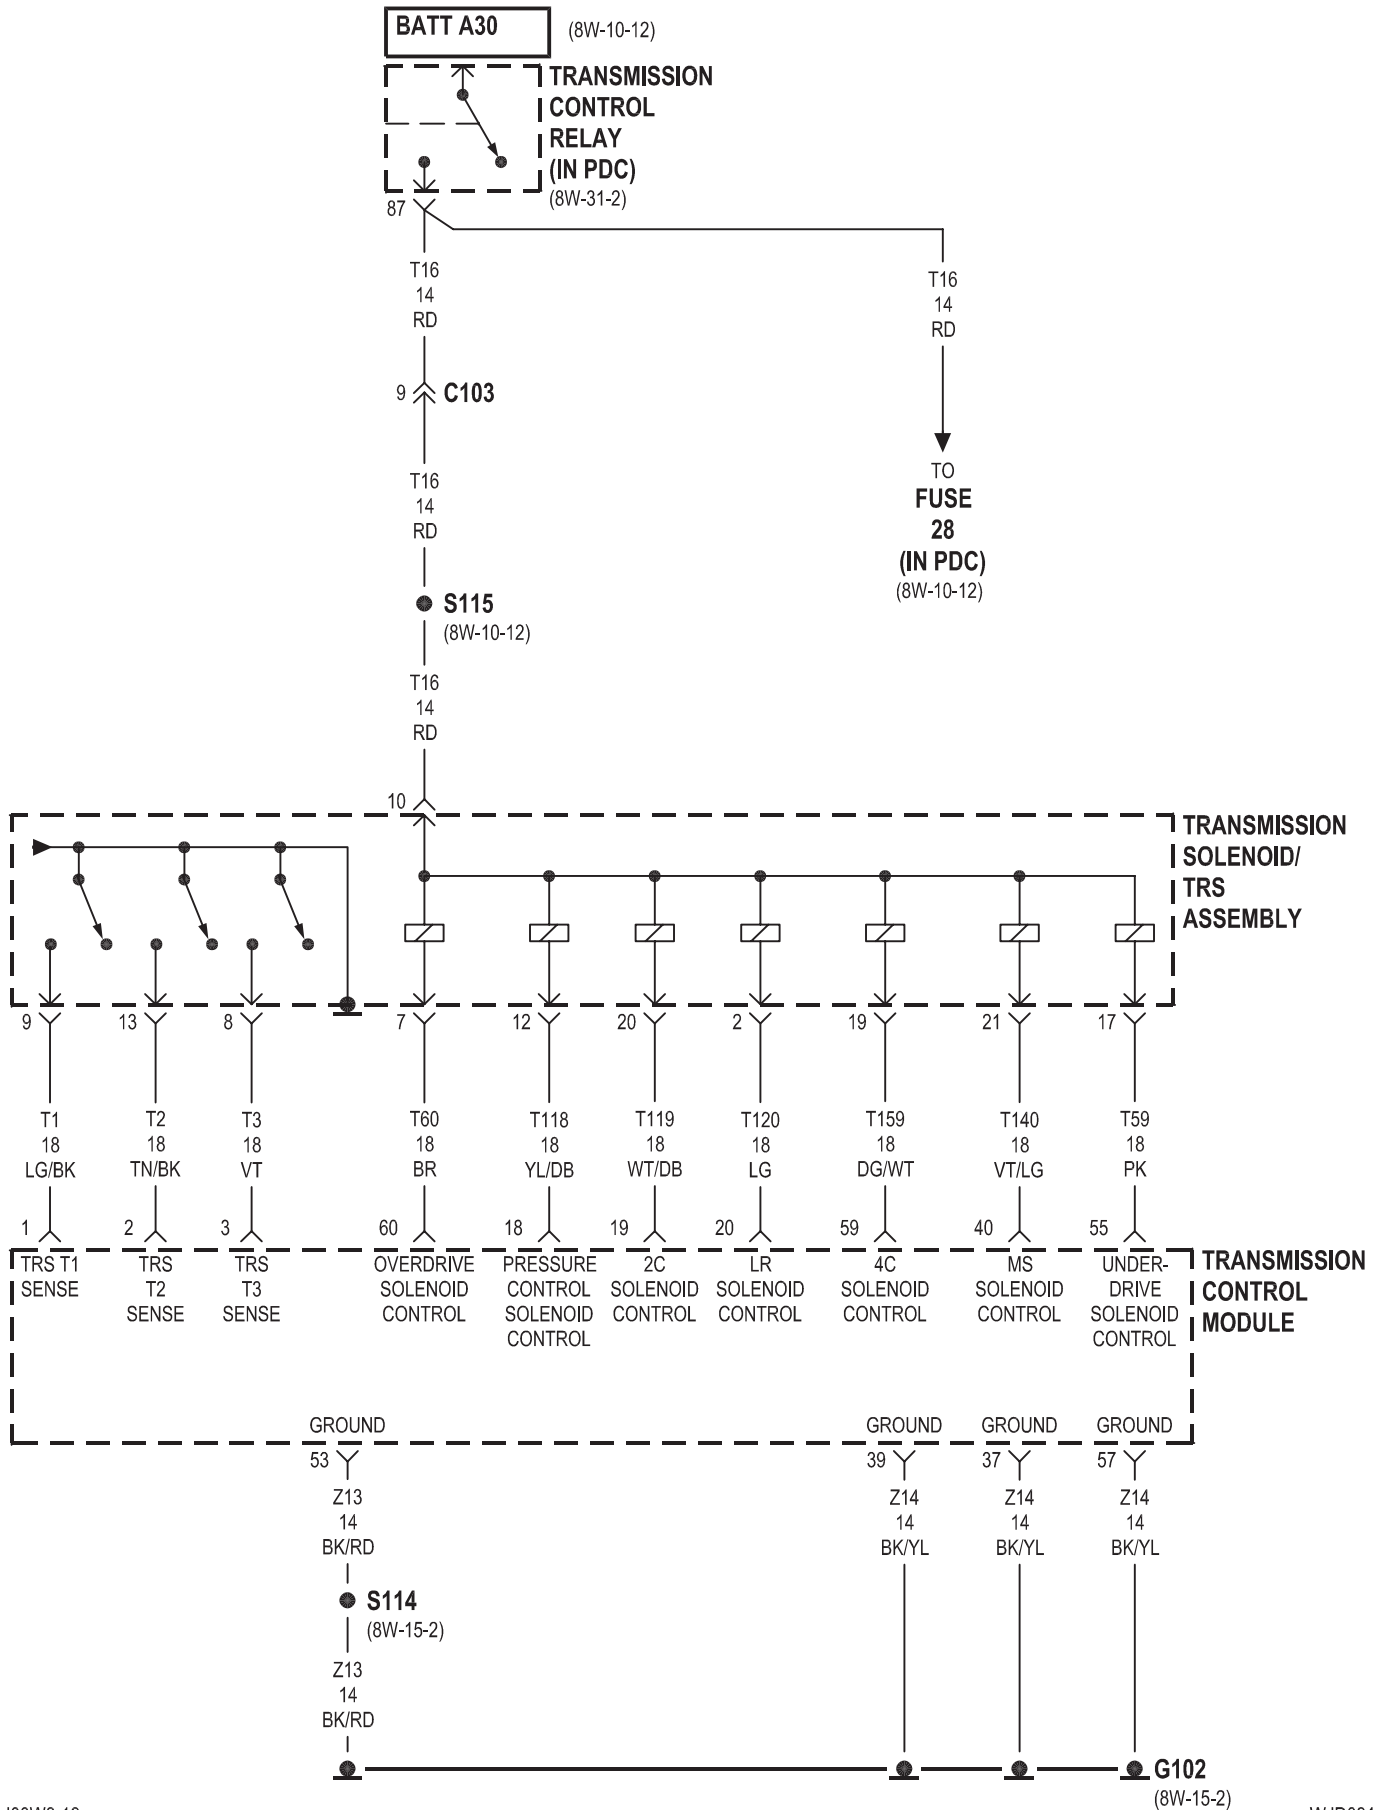 BATT A30 (8W-10-12)
TRANSMISSION
CONTROL
RELAY
(IN PDC)
(8W-31-2)
87
T16
14
RD
T16
14
RD
9 C103
TO
FUSE
28
(IN PDC)
(8W-10-12)
T16
14
RD
S115
(8W-10-12)
T16
14
RD
10
TRANSMISSION
SOLENOID/
TRS
ASSEMBLY
9 13 8 7 12 20 2 19 21 17
T1 T2 T3 T60 T118 T119 T120 T159 T140 T59
18 18 18 18 18 18 18 18 18 18
LG/BK TN/BK VT BR YL/DB WT/DB LG DG/WT VT/LG PK
1 2 3 60 18 19 20 59 40 55
TRS T1
SENSE
TRS
T2
SENSE
TRS
T3
SENSE
OVERDRIVE
SOLENOID
CONTROL
PRESSURE
CONTROL
SOLENOID
CONTROL
2C
SOLENOID
CONTROL
LR
SOLENOID
CONTROL
4C
SOLENOID
CONTROL
MS
SOLENOID
CONTROL
UNDER-
DRIVE
SOLENOID
CONTROL
TRANSMISSION
CONTROL
MODULE
GROUND GROUND GROUND GROUND
53 39 37 57
Z13 Z14 Z14 Z14
14 14 14 14
BK/RD BK/YL BK/YL BK/YL
S114
(8W-15-2)
Z13
14
BK/RD
G102
(8W-15-2)